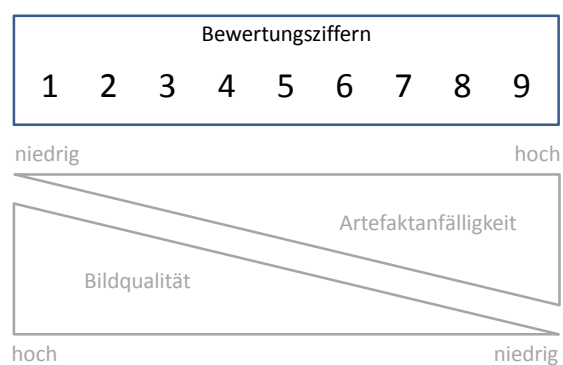 Bewertungsziffern
1 2 3 4 5 6 7 8 9
niedrig hoch
Artefaktanfälligkeit
Bildqualität
hoch niedrig